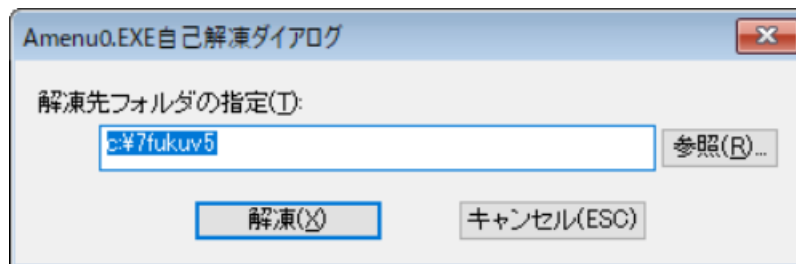 Amenu0.EXE自己解凍ダイアログ
解凍先フォルダの指定(T):
c:¥7fukuv5
参照(R)...
解凍(X)
キャンセル(ESC)